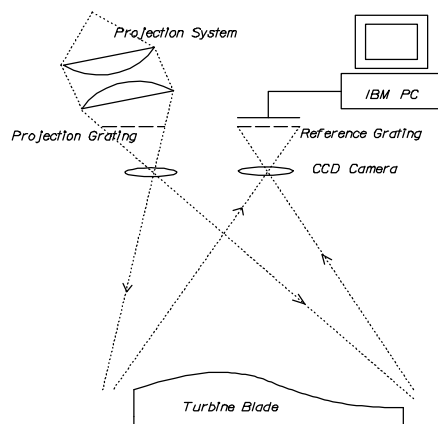 Projection System
IBM PC
Projection Grating
Reference Grating
CCD Camera
Turbine Blade